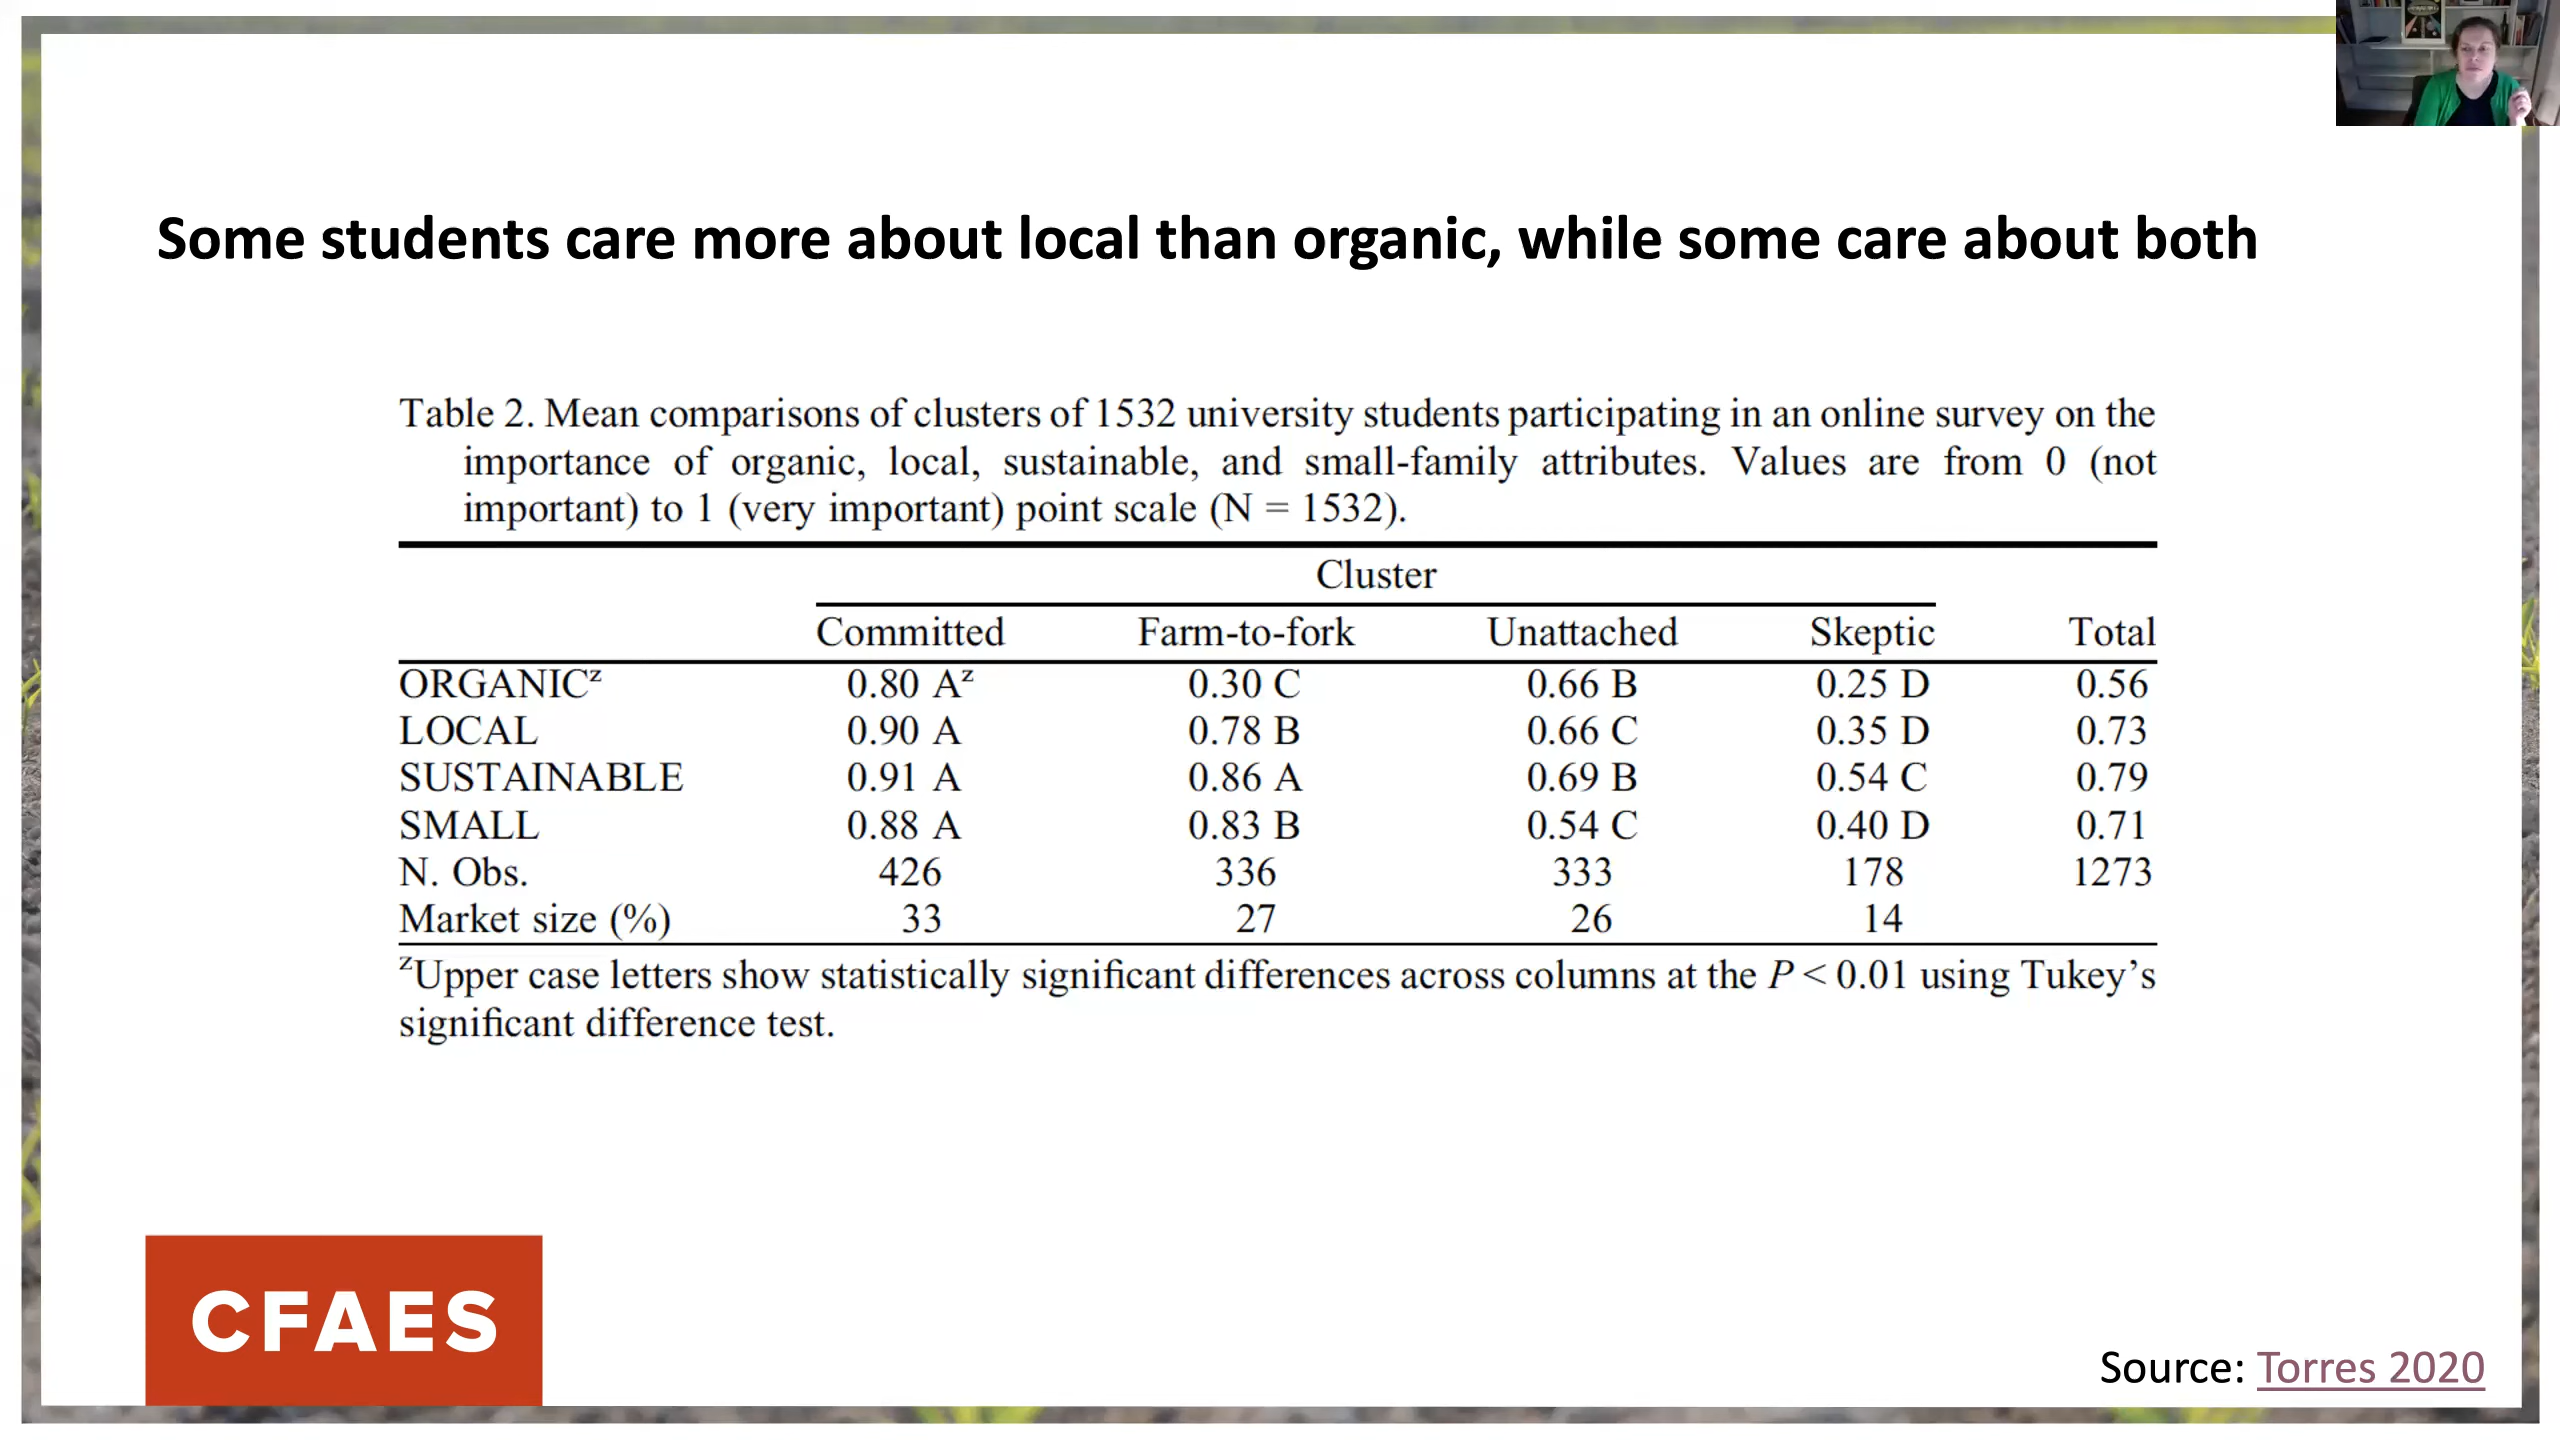 Some students care more about local than organic, while some care about both
Table 2. Mean comparisons of clusters of 1532 university students participating in an online survey on the
importance of organic, local, sustainable, and small-family attributes. Values are from 0 (not
important) to 1 (very important) point scale (N = 1532).
Cluster
Committed Farm-to-fork Unattached Skeptic Total
ORGANICᶻ 0.80 Aᶻ 0.30 C 0.66 B 0.25 D 0.56
LOCAL 0.90 A 0.78 B 0.66 C 0.35 D 0.73
SUSTAINABLE 0.91 A 0.86 A 0.69 B 0.54 C 0.79
SMALL 0.88 A 0.83 B 0.54 C 0.40 D 0.71
N. Obs. 426 336 333 178 1273
Market size (%) 33 27 26 14
ᶻUpper case letters show statistically significant differences across columns at the P < 0.01 using Tukey’s
significant difference test.
CFAES
Source: Torres 2020